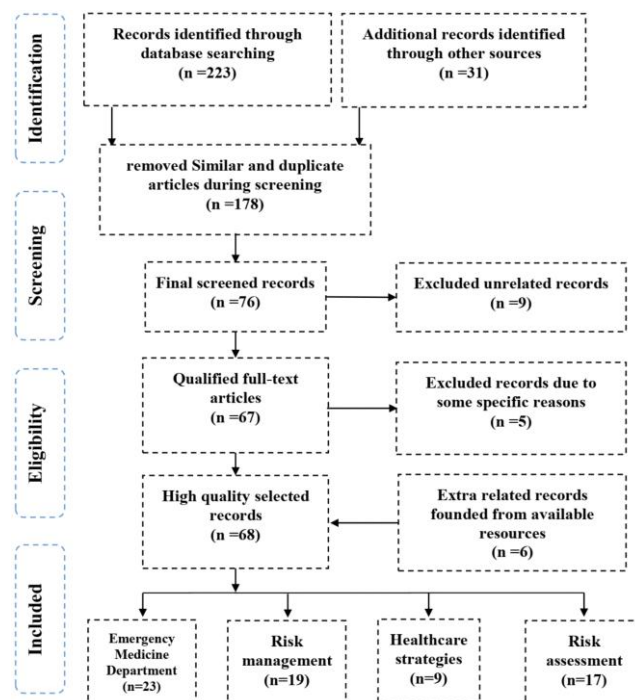 Identification
Records identified through
database searching
(n =223)
Additional records identified
through other sources
(n =31)
removed Similar and duplicate
articles during screening
(n =178)
Screening
Final screened records
(n =76)
Excluded unrelated records
(n =9)
Eligibility
Qualified full-text
articles
(n =67)
Excluded records due to
some specific reasons
(n =5)
High quality selected
records
(n =68)
Extra related records
founded from available
resources
(n =6)
Included
Emergency
Medicine
Department
(n=23)
Risk
management
(n=19)
Healthcare
strategies
(n=9)
Risk
assessment
(n=17)